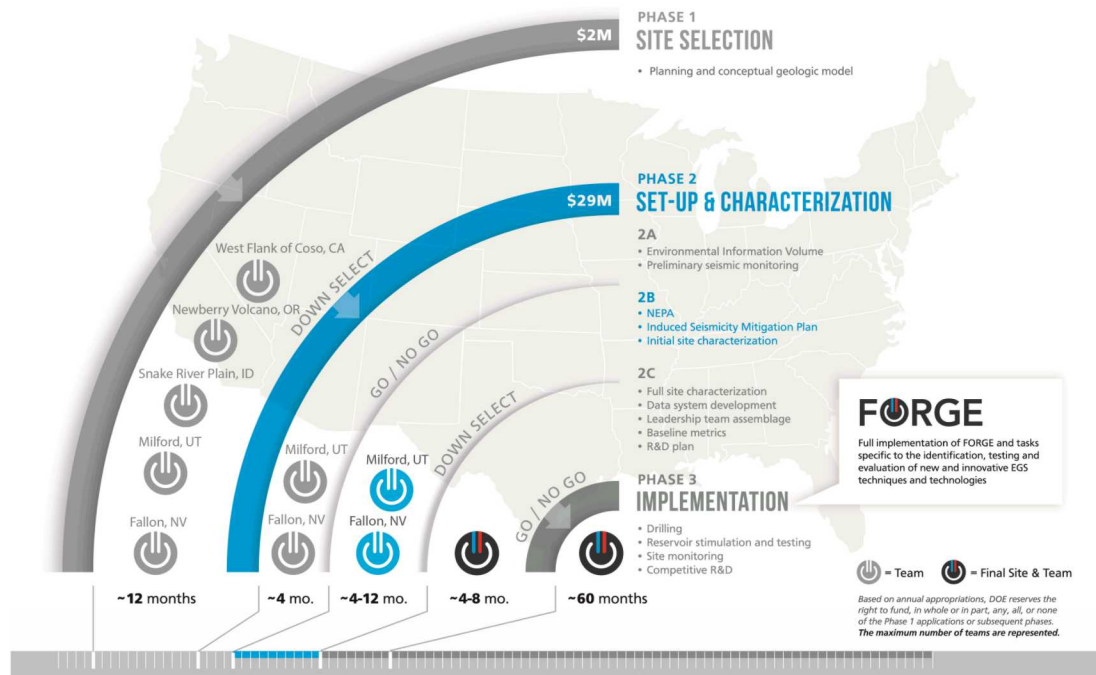 PHASE 1
$2M
SITE SELECTION
• Planning and conceptual geologic model
PHASE 2
$29M
SET-UP & CHARACTERIZATION
2A
• Environmental Information Volume
• Preliminary seismic monitoring
2B
• NEPA
• Induced Seismicity Mitigation Plan
• Initial site characterization
2C
• Full site characterization
• Data system development
• Leadership team assemblage
• Baseline metrics
• R&D plan
PHASE 3
IMPLEMENTATION
• Drilling
• Reservoir stimulation and testing
• Site monitoring
• Competitive R&D
FORGE
Full implementation of FORGE and tasks
specific to the identification, testing and
evaluation of new and innovative EGS
techniques and technologies
West Flank of Coso, CA
Newberry Volcano, OR
Snake River Plain, ID
Milford, UT
Fallon, NV
DOWN SELECT
Milford, UT
Fallon, NV
GO / NO GO
Milford, UT
Fallon, NV
DOWN SELECT
GO / NO GO
= Team
= Final Site & Team
Based on annual appropriations, DOE reserves the
right to fund, in whole or in part, any, all, or none
of the Phase 1 applications or subsequent phases.
The maximum number of teams are represented.
~12 months
~4 mo.
~4-12 mo.
~4-8 mo.
~60 months